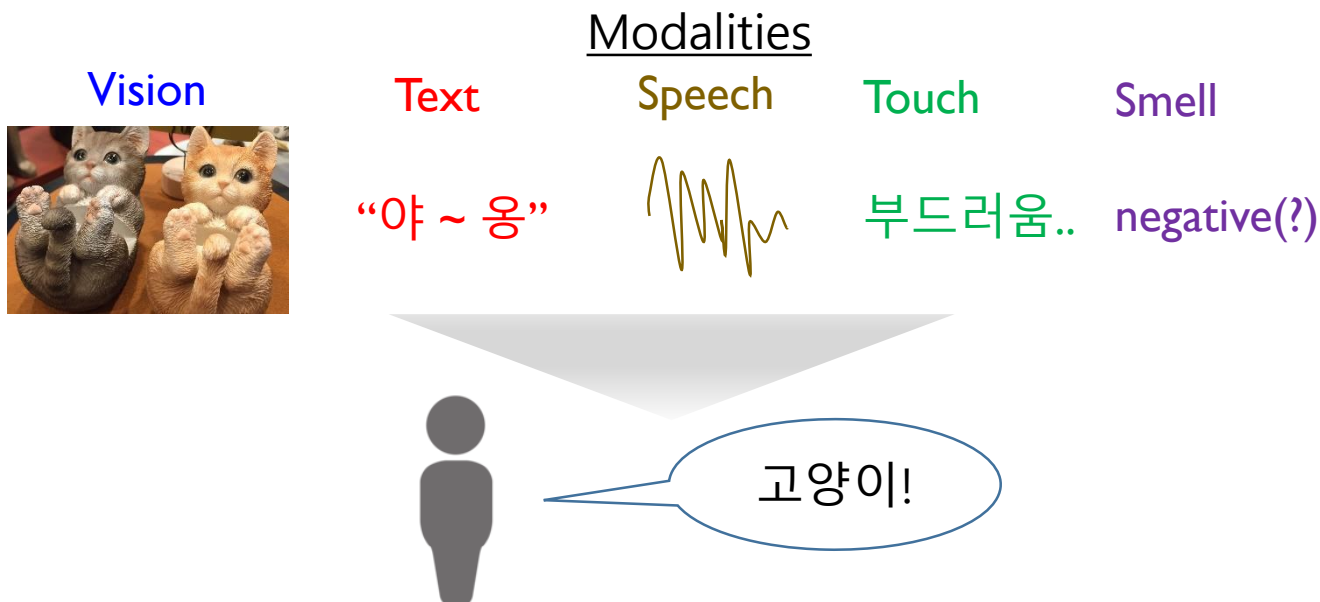 Modalities
Vision
Text
Speech
Touch
Smell
“야 ~ 옹”
부드러움..
negative(?)
고양이!